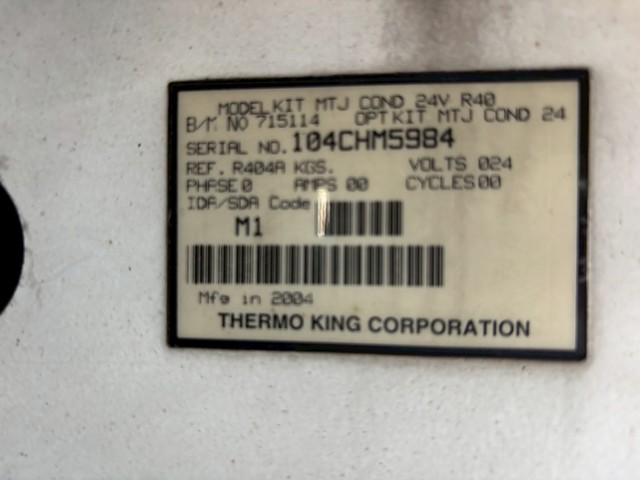 MODEL KIT MTJ COND 24V R40
B/M NO 715114 OPT KIT MTJ COND 24
SERIAL NO. 104CHM5984
REF. R404A KGS. VOLTS 024
PHASE 0 AMPS 00 CYCLES 00
IDA/SDA Code
M1
Mfg in 2004
THERMO KING CORPORATION